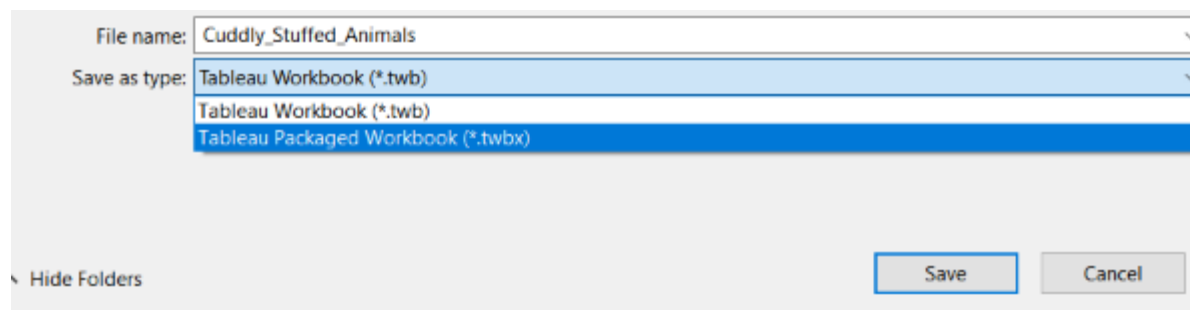 File name: Cuddly_Stuffed_Animals
Save as type: Tableau Workbook (*.twb)
Tableau Workbook (*.twb)
Tableau Packaged Workbook (*.twbx)
Hide Folders Save Cancel